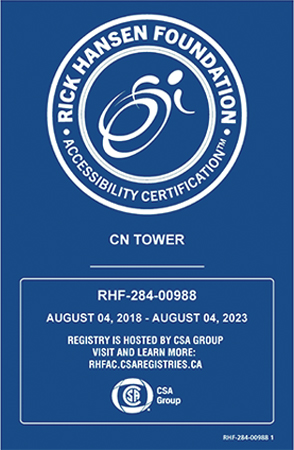 • RICK HANSEN FOUNDATION •
ACCESSIBILITY CERTIFICATION™
CN TOWER
RHF-284-00988
AUGUST 04, 2018 - AUGUST 04, 2023
REGISTRY IS HOSTED BY CSA GROUP
VISIT AND LEARN MORE:
RHFAC.CSAREGISTRIES.CA
CSA
Group
RHF-284-00988 1